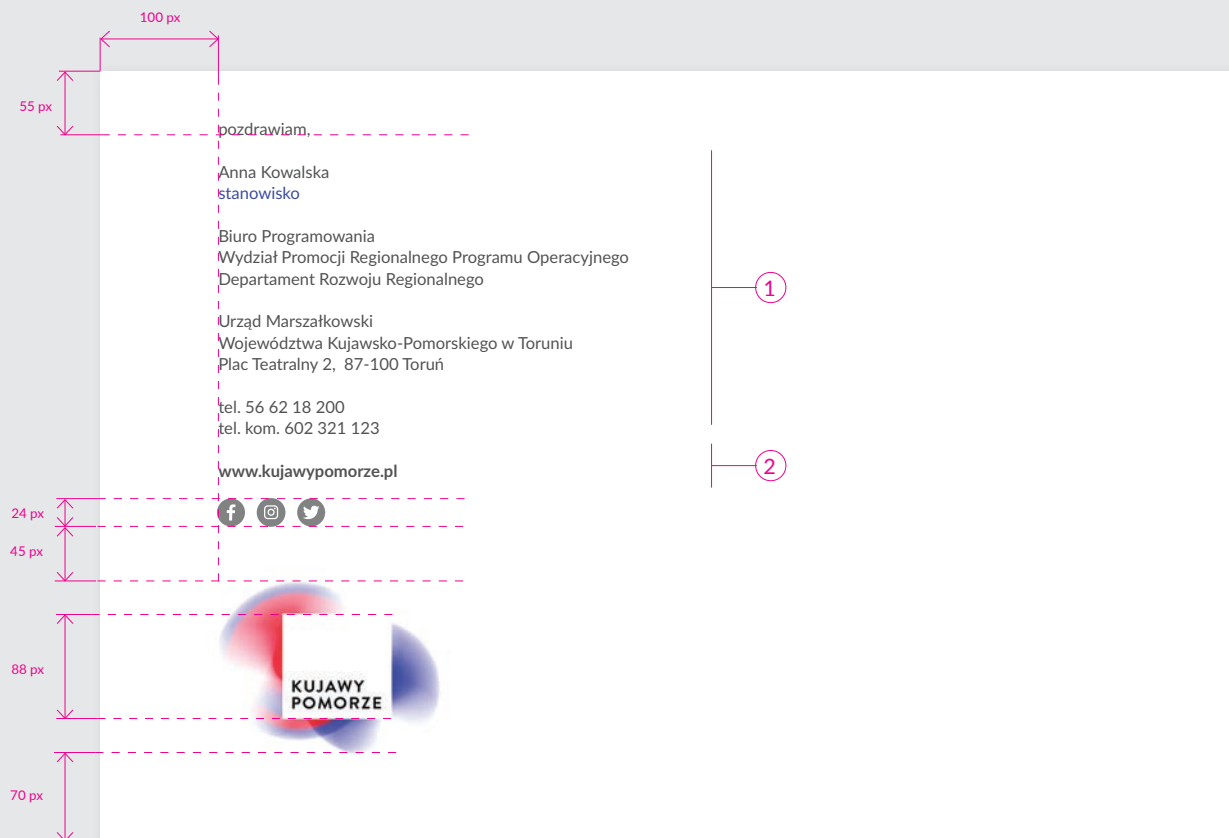 100 px
55 px
pozdrawiam,
Anna Kowalska
stanowisko
Biuro Programowania
Wydział Promocji Regionalnego Programu Operacyjnego
Departament Rozwoju Regionalnego
1
Urząd Marszałkowski
Województwa Kujawsko-Pomorskiego w Toruniu
Plac Teatralny 2, 87-100 Toruń
tel. 56 62 18 200
tel. kom. 602 321 123
www.kujawypomorze.pl
2
24 px
45 px
88 px
KUJAWY
POMORZE
70 px